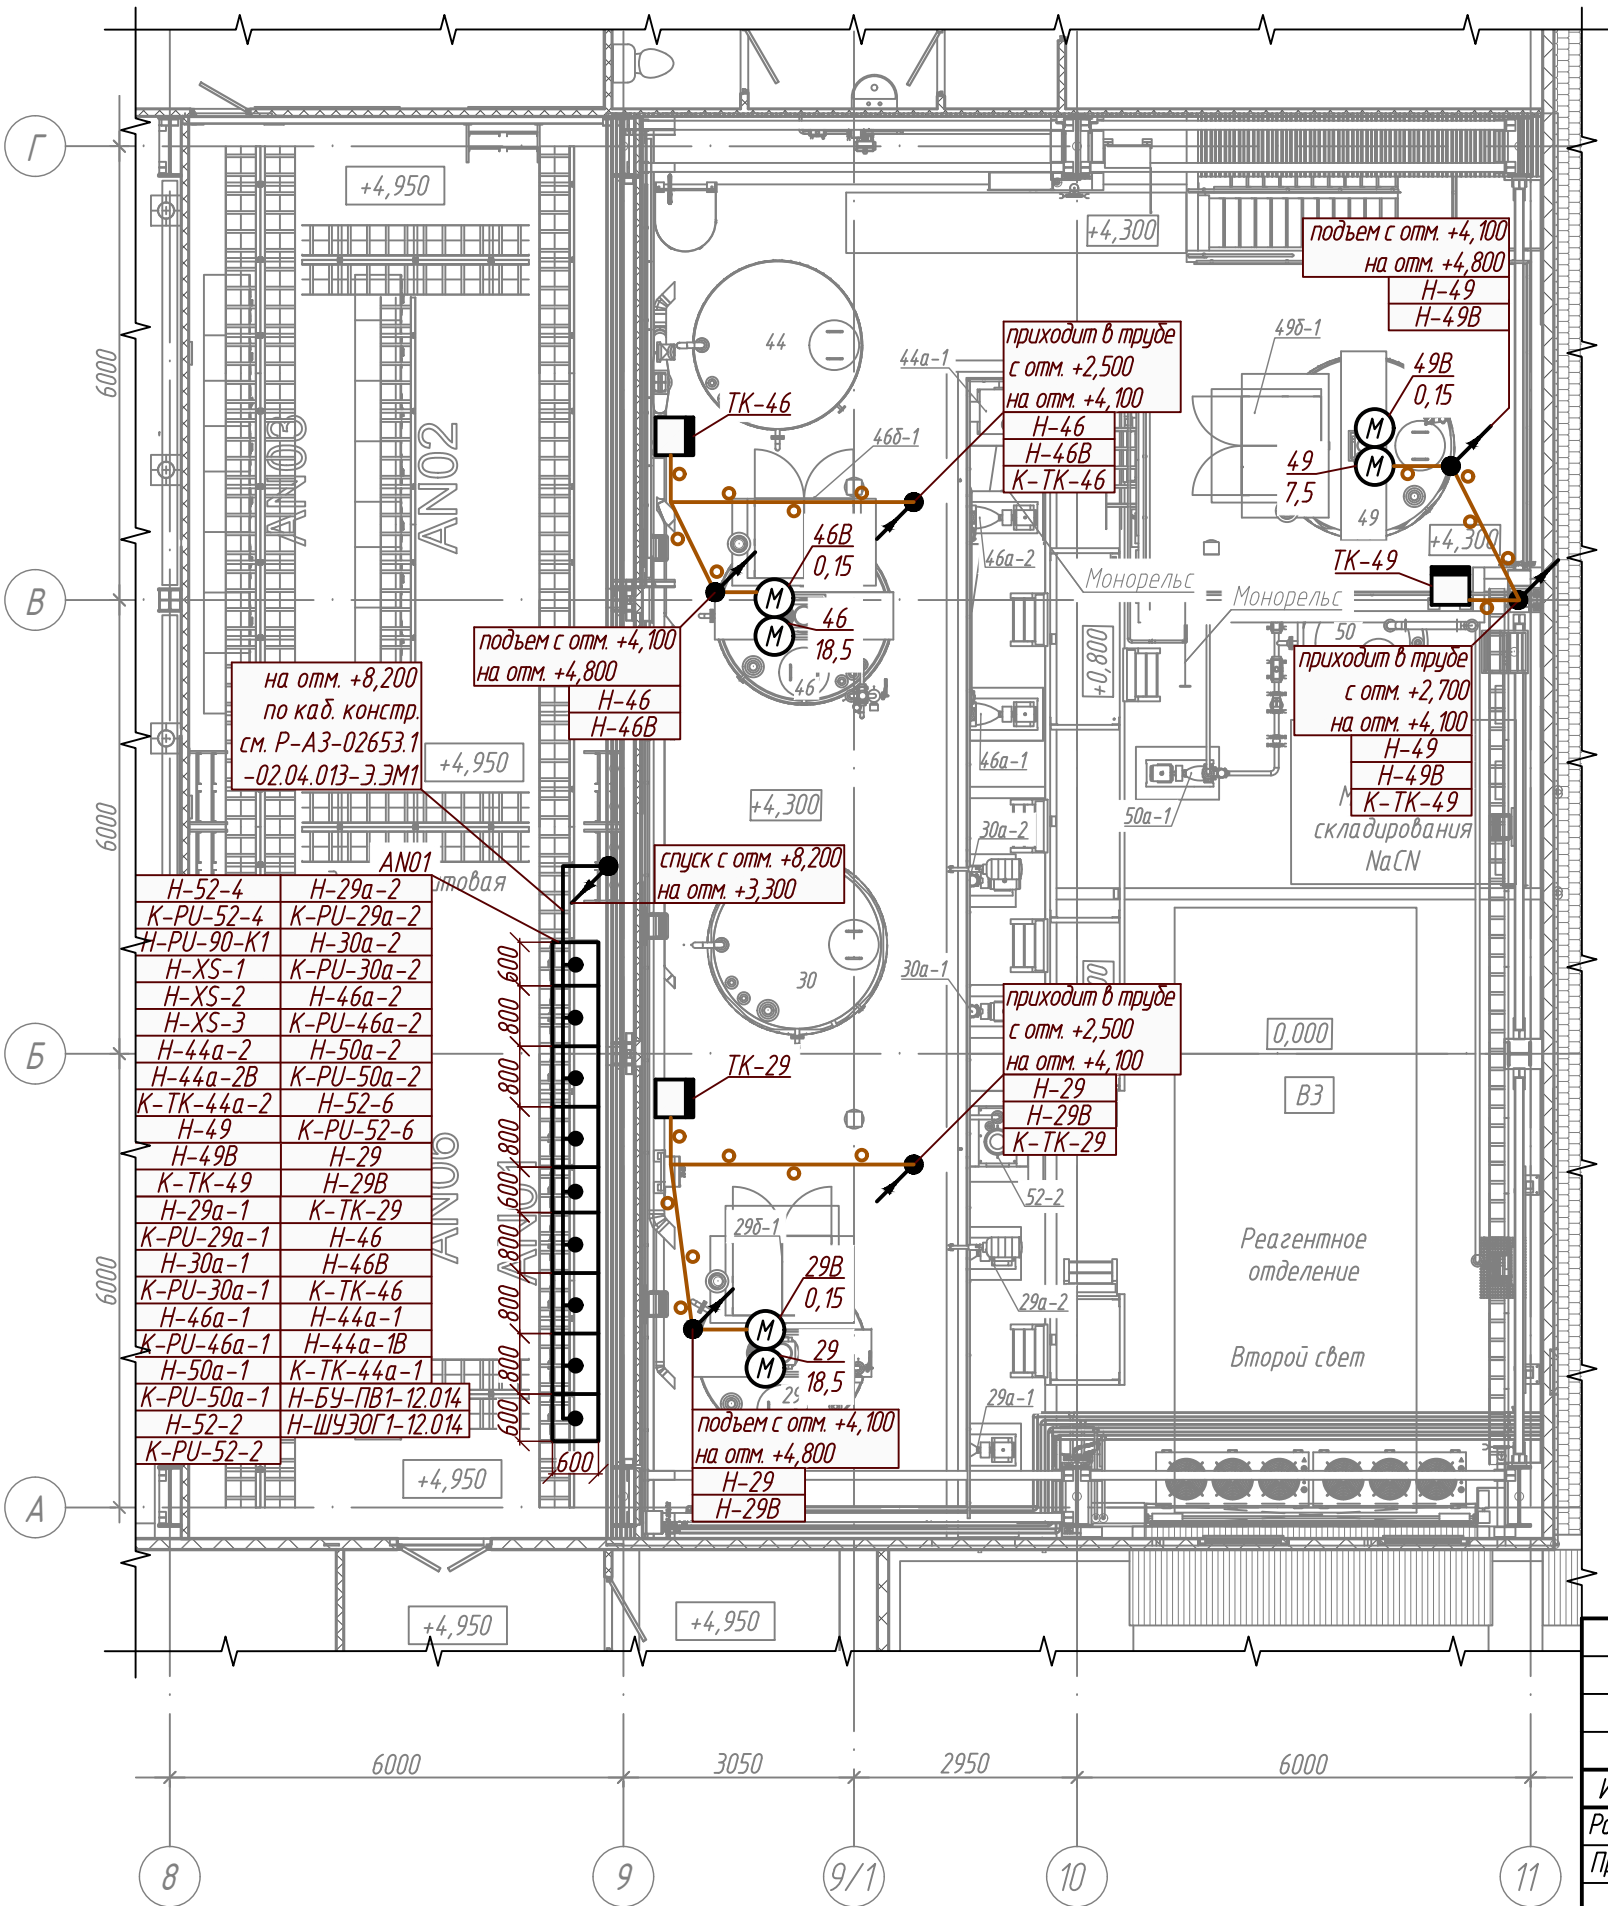 Г
В
Б
А
6000
6000
6000
+4,950
+4,300
подъем с отм. +4,100
на отм. +4,800
Н-49
Н-49В
приходит в трубе
с отм. +2,500
на отм. +4,100
Н-46
Н-46В
К-ТК-46
44
44а-1
49б-1
49В
0,15
М
М
49
7,5
49
+4,300
ТК-46
46б-1
AN03
AN02
46В
0,15
М
М
46
18,5
46
46а-2
Монорельс
Монорельс
ТК-49
50
подъем с отм. +4,100
на отм. +4,800
Н-46
Н-46В
+0,800
приходит в трубе
с отм. +2,700
на отм. +4,100
Н-49
Н-49В
К-ТК-49
на отм. +8,200
по каб. констр.
см. Р-АЗ-02653.1
-02.04.013-Э.ЭМ1
+4,950
46а-1
+4,300
30а-2
50а-1
складирования
NaCN
AN01
товая
спуск с отм. +8,200
на отм. +3,300
30
30а-1
Н-52-4 Н-29а-2
К-PU-52-4 К-PU-29а-2
Н-PU-90-К1 Н-30а-2
Н-XS-1 К-PU-30а-2
Н-XS-2 Н-46а-2
Н-XS-3 К-PU-46а-2
Н-44а-2 Н-50а-2
Н-44а-2В К-PU-50а-2
К-ТК-44а-2 Н-52-6
Н-49 К-PU-52-6
Н-49В Н-29
К-ТК-49 Н-29В
Н-29а-1 К-ТК-29
К-PU-29а-1 Н-46
Н-30а-1 Н-46В
К-PU-30а-1 К-ТК-46
Н-46а-1 Н-44а-1
К-PU-46а-1 Н-44а-1В
Н-50а-1 К-ТК-44а-1
К-PU-50а-1 Н-БУ-ПВ1-12.014
Н-52-2 Н-ШУЗОГ1-12.014
К-PU-52-2
AN06
AN01
600
800
800
800
600
800
800
800
600
600
приходит в трубе
с отм. +2,500
на отм. +4,100
Н-29
Н-29В
К-ТК-29
0,000
В3
ТК-29
52-2
29б-1
29В
0,15
М
М
29
18,5
29
29а-2
29а-1
Реагентное
отделение
Второй свет
подъем с отм. +4,100
на отм. +4,800
Н-29
Н-29В
+4,950
+4,950
+4,950
6000
3050
2950
6000
8
9
9/1
10
11